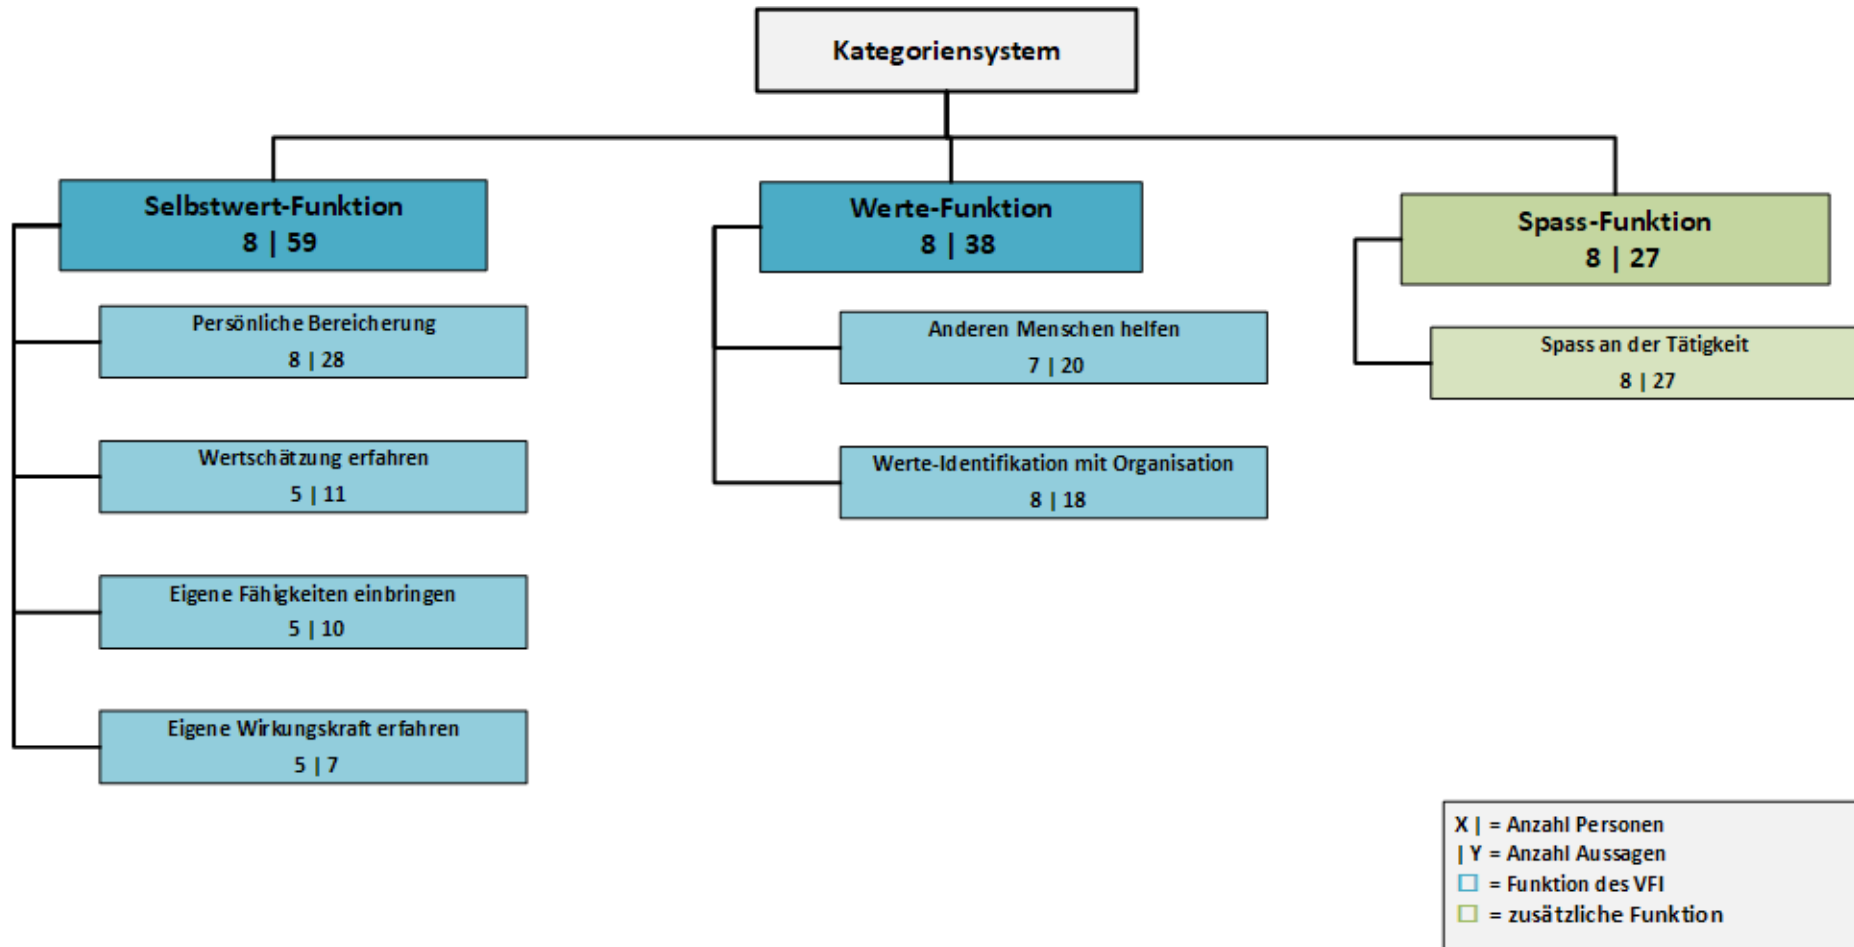 Kategoriensystem
Selbstwert-Funktion
8 | 59
Persönliche Bereicherung
8 | 28
Wertschätzung erfahren
5 | 11
Eigene Fähigkeiten einbringen
5 | 10
Eigene Wirkungskraft erfahren
5 | 7
Werte-Funktion
8 | 38
Anderen Menschen helfen
7 | 20
Werte-Identifikation mit Organisation
8 | 18
Spass-Funktion
8 | 27
Spass an der Tätigkeit
8 | 27
X | = Anzahl Personen
| Y = Anzahl Aussagen
= Funktion des VFI
= zusätzliche Funktion